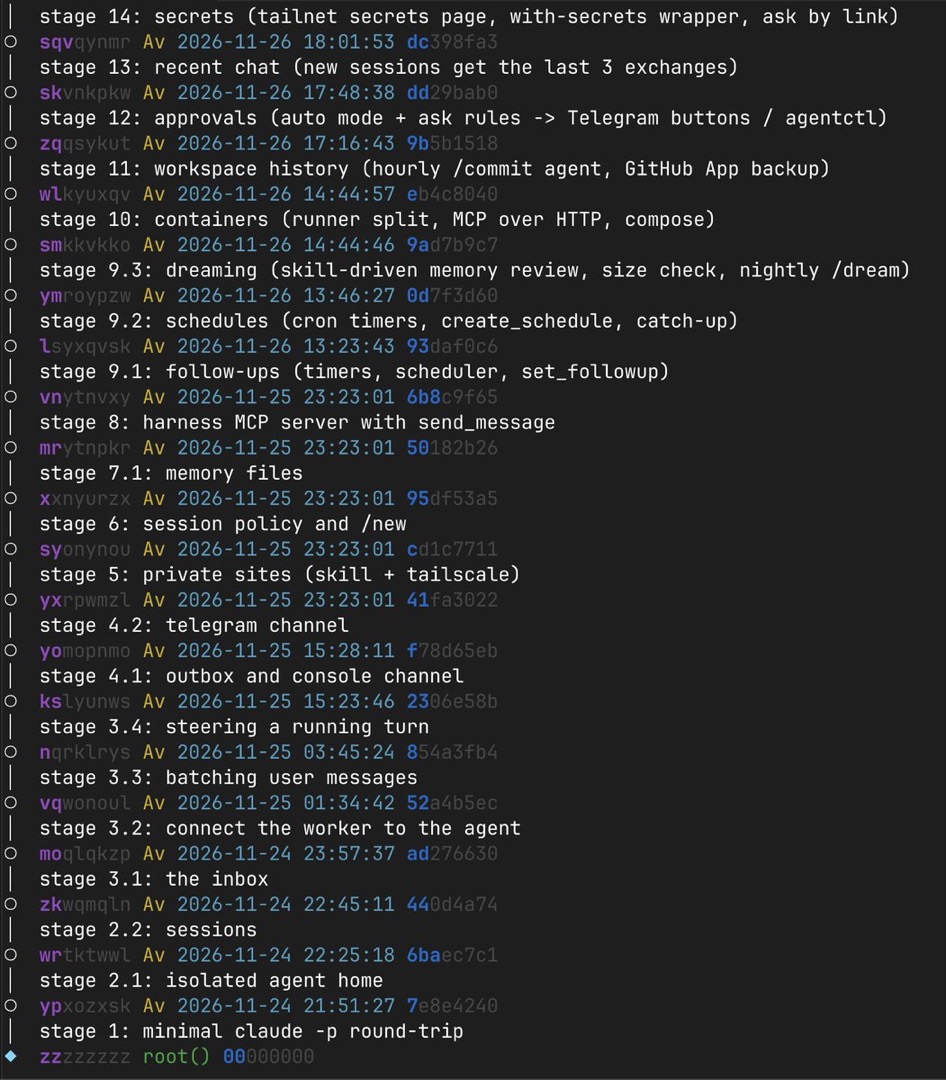 stage 14: secrets (tailnet secrets page, with-secrets wrapper, ask by link)
sqvqynmr Av 2026-11-26 18:01:53 dc398fa3
stage 13: recent chat (new sessions get the last 3 exchanges)
skvnkpkw Av 2026-11-26 17:48:38 dd29bab0
stage 12: approvals (auto mode + ask rules -> Telegram buttons / agentctl)
zqqsykut Av 2026-11-26 17:16:43 9b5b1518
stage 11: workspace history (hourly /commit agent, GitHub App backup)
wlkyuxqv Av 2026-11-26 14:44:57 eb4c8040
stage 10: containers (runner split, MCP over HTTP, compose)
smkkvkko Av 2026-11-26 14:44:46 9ad7b9c7
stage 9.3: dreaming (skill-driven memory review, size check, nightly /dream)
ymroypzw Av 2026-11-26 13:46:27 0d7f3d60
stage 9.2: schedules (cron timers, create_schedule, catch-up)
lsyxqvsk Av 2026-11-26 13:23:43 93daf0c6
stage 9.1: follow-ups (timers, scheduler, set_followup)
vnytnvxy Av 2026-11-25 23:23:01 6b8c9f65
stage 8: harness MCP server with send_message
mrytnpkr Av 2026-11-25 23:23:01 50182b26
stage 7.1: memory files
xxnyurzx Av 2026-11-25 23:23:01 95df53a5
stage 6: session policy and /new
syonynou Av 2026-11-25 23:23:01 cd1c7711
stage 5: private sites (skill + tailscale)
yxrpwmzl Av 2026-11-25 23:23:01 41fa3022
stage 4.2: telegram channel
yomopnmo Av 2026-11-25 15:28:11 f78d65eb
stage 4.1: outbox and console channel
kslyunws Av 2026-11-25 15:23:46 2306e58b
stage 3.4: steering a running turn
nqrklrys Av 2026-11-25 03:45:24 854a3fb4
stage 3.3: batching user messages
vqwonoul Av 2026-11-25 01:34:42 52a4b5ec
stage 3.2: connect the worker to the agent
moqlqkzp Av 2026-11-24 23:57:37 ad276630
stage 3.1: the inbox
zkwqmqln Av 2026-11-24 22:45:11 440d4a74
stage 2.2: sessions
wrtktwwl Av 2026-11-24 22:25:18 6baec7c1
stage 2.1: isolated agent home
ypxozxsk Av 2026-11-24 21:51:27 7e8e4240
stage 1: minimal claude -p round-trip
zzzzzzzz root() 00000000